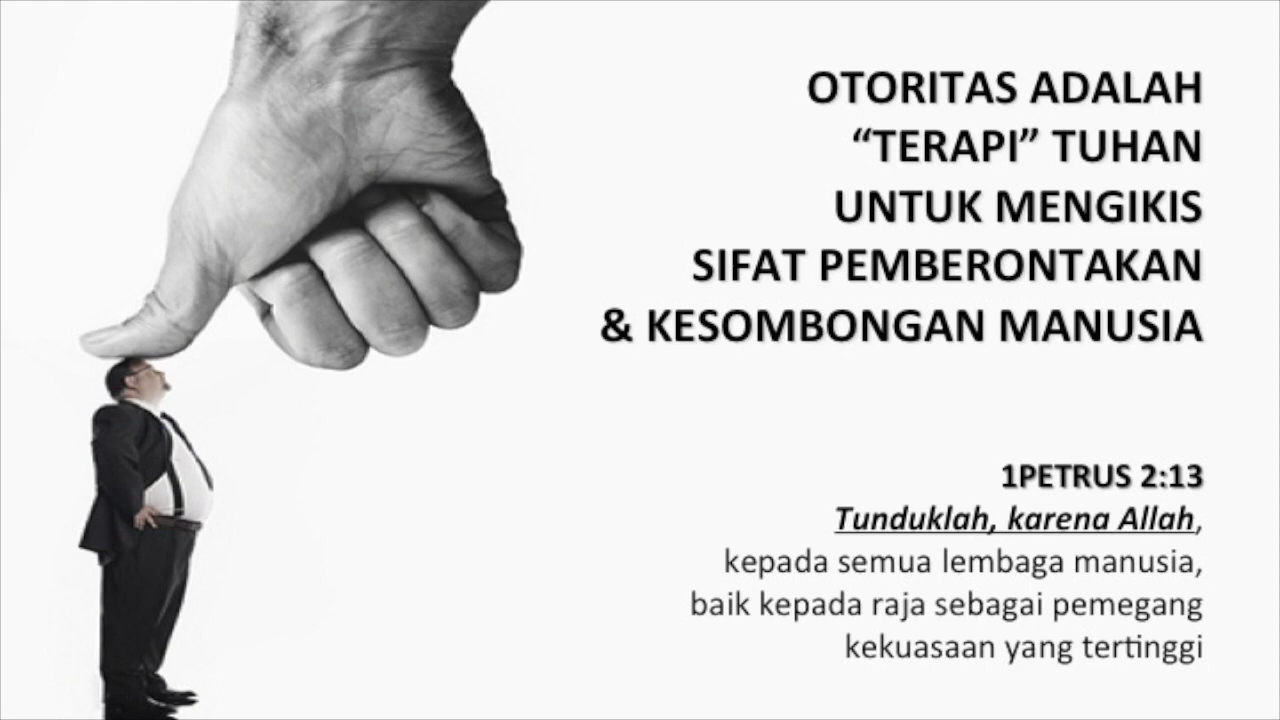 OTORITAS ADALAH
“TERAPI” TUHAN
UNTUK MENGIKIS
SIFAT PEMBERONTAKAN
& KESOMBONGAN MANUSIA
1PETRUS 2:13
Tunduklah, karena Allah,
kepada semua lembaga manusia,
baik kepada raja sebagai pemegang
kekuasaan yang tertinggi